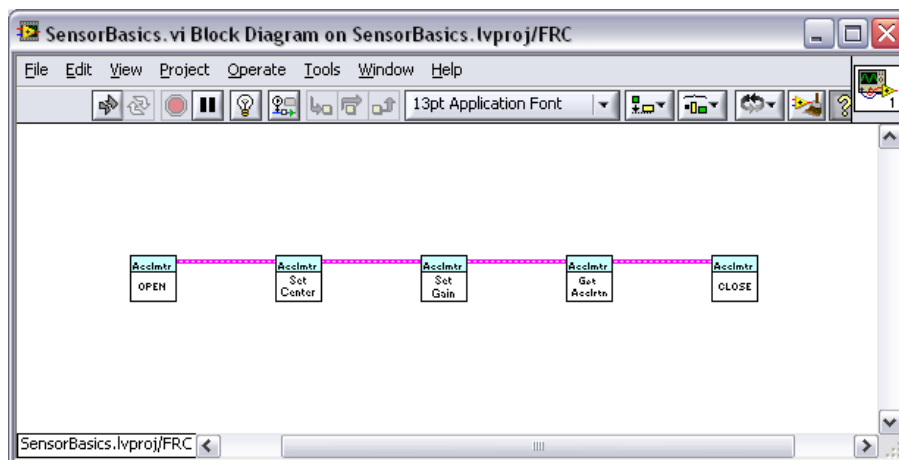 SensorBasics.vi Block Diagram on SensorBasics.lvproj/FRC
File Edit View Project Operate Tools Window Help
13pt Application Font
1
Acclmtr Acclmtr Acclmtr Acclmtr Acclmtr
OPEN Set Set Get CLOSE
Center Gain Acclrtn
SensorBasics.lvproj/FRC